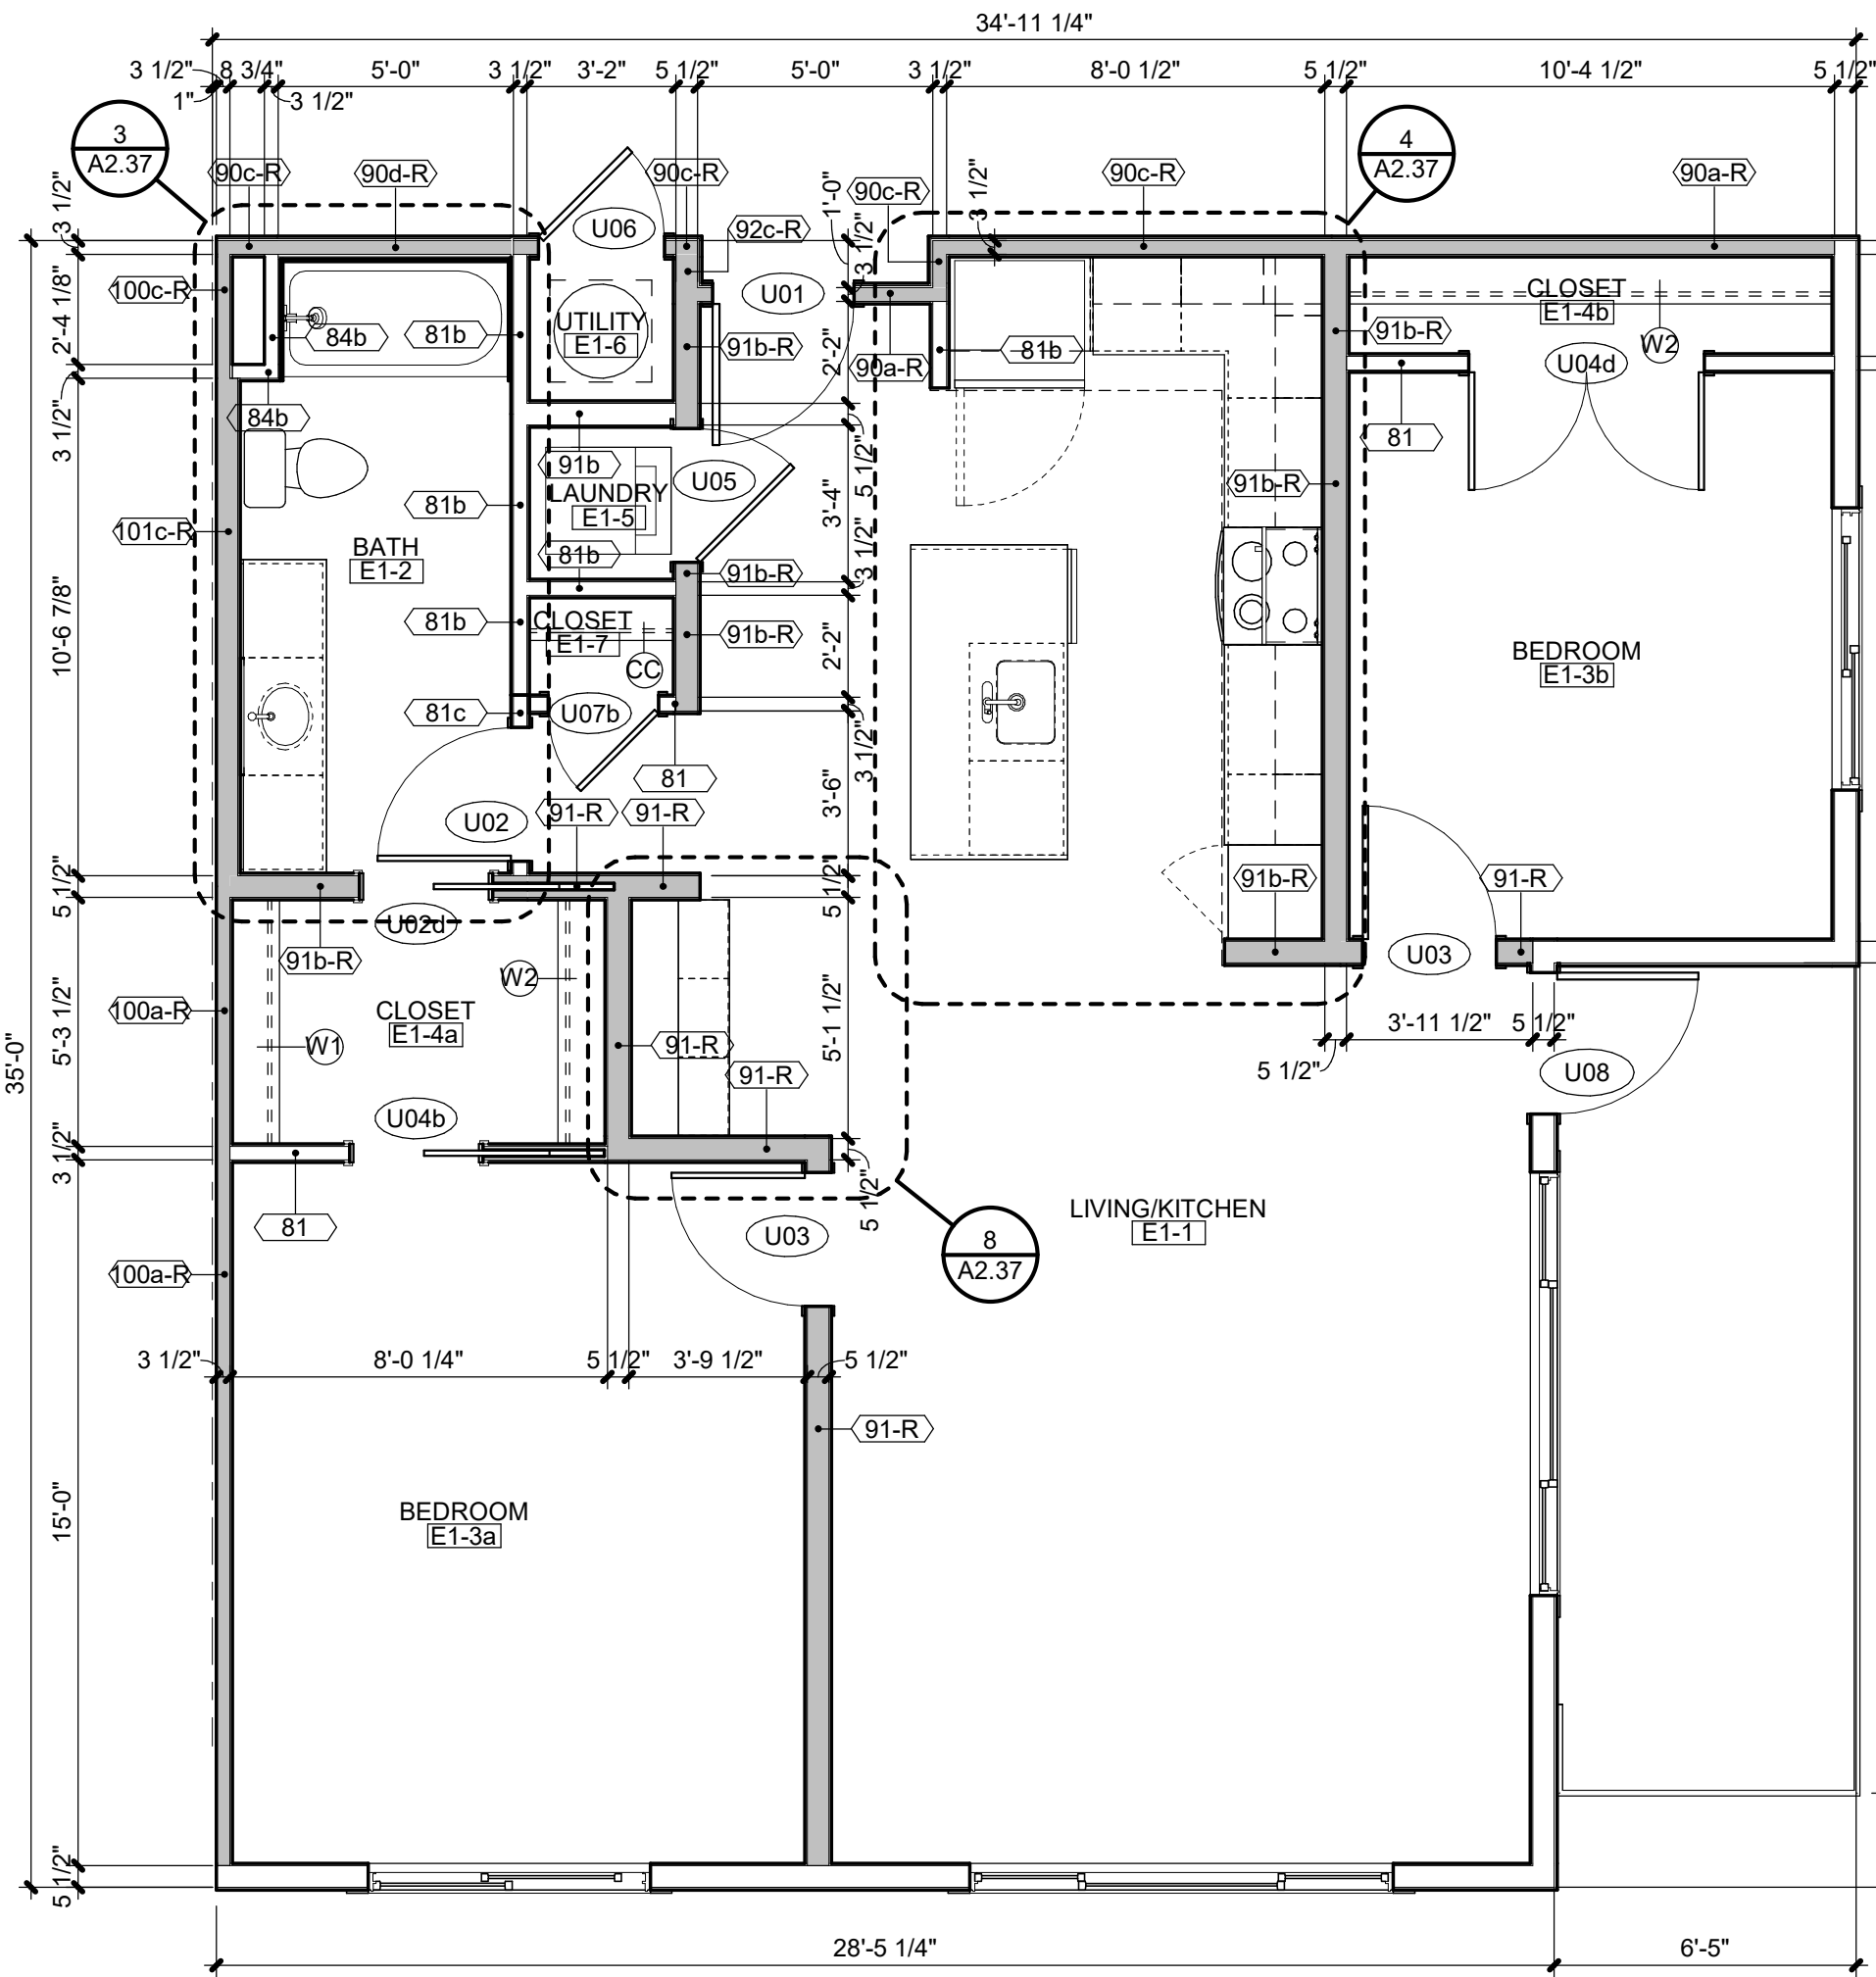 34'-11 1/4"
3 1/2"
8 3/4"
5'-0"
3 1/2"
3'-2"
5 1/2"
5'-0"
3 1/2"
8'-0 1/2"
5 1/2"
10'-4 1/2"
5 1/2"
1"
3 1/2"
3
A2.37
4
A2.37
90c-R
90d-R
90c-R
90c-R
90c-R
90a-R
U06
92c-R
U01
1'-0"
3 1/2"
3 1/2"
3 1/2"
2'-4 1/8"
3 1/2"
100c-R
84b
81b
84b
UTILITY
E1-6
91b-R
90a-R
2'-2"
81b
CLOSET
E1-4b
W2
91b-R
U04d
81
91b
LAUNDRY
E1-5
U05
5 1/2"
3'-4"
91b-R
101c-R
81b
BATH
E1-2
81b
91b-R
3 1/2"
81b
CLOSET
E1-7
91b-R
CC
2'-2"
10'-6 7/8"
BEDROOM
E1-3b
81c
U07b
3 1/2"
81
U02
91-R
91-R
3'-6"
5 1/2"
5 1/2"
91b-R
91-R
U02d
91b-R
W2
U03
100a-R
CLOSET
E1-4a
W1
91-R
5'-1 1/2"
5'-3 1/2"
35'-0"
3'-11 1/2"
5 1/2"
5 1/2"
U08
91-R
U04b
3 1/2"
81
5 1/2"
U03
LIVING/KITCHEN
E1-1
8
A2.37
100a-R
3 1/2"
8'-0 1/4"
5 1/2"
3'-9 1/2"
5 1/2"
91-R
15'-0"
BEDROOM
E1-3a
5 1/2"
28'-5 1/4"
6'-5"